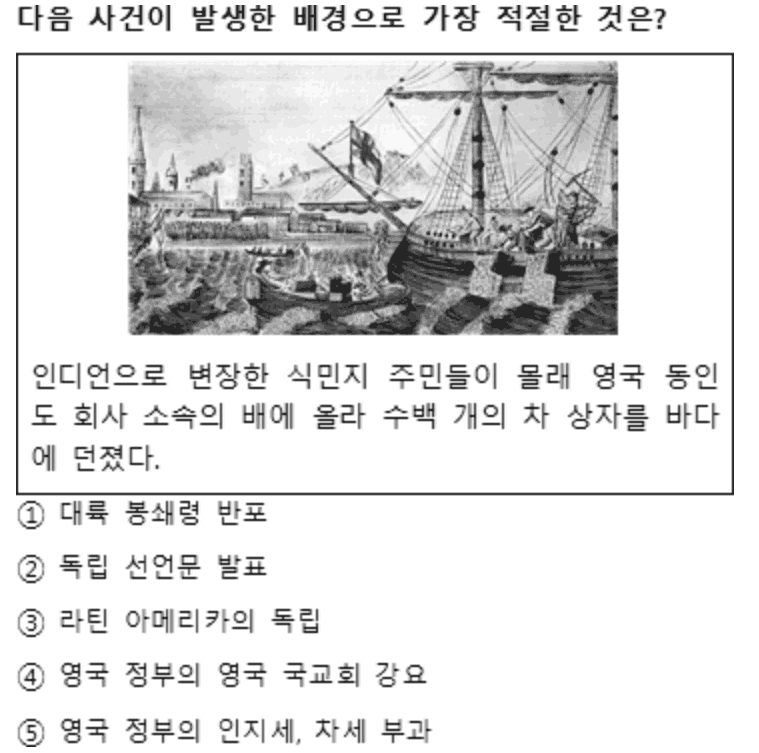 다음 사건이 발생한 배경으로 가장 적절한 것은?
인디언으로 변장한 식민지 주민들이 몰래 영국 동인
도 회사 소속의 배에 올라 수백 개의 차 상자를 바다
에 던졌다.
① 대륙 봉쇄령 반포
② 독립 선언문 발표
③ 라틴 아메리카의 독립
④ 영국 정부의 영국 국교회 강요
⑤ 영국 정부의 인지세, 차세 부과